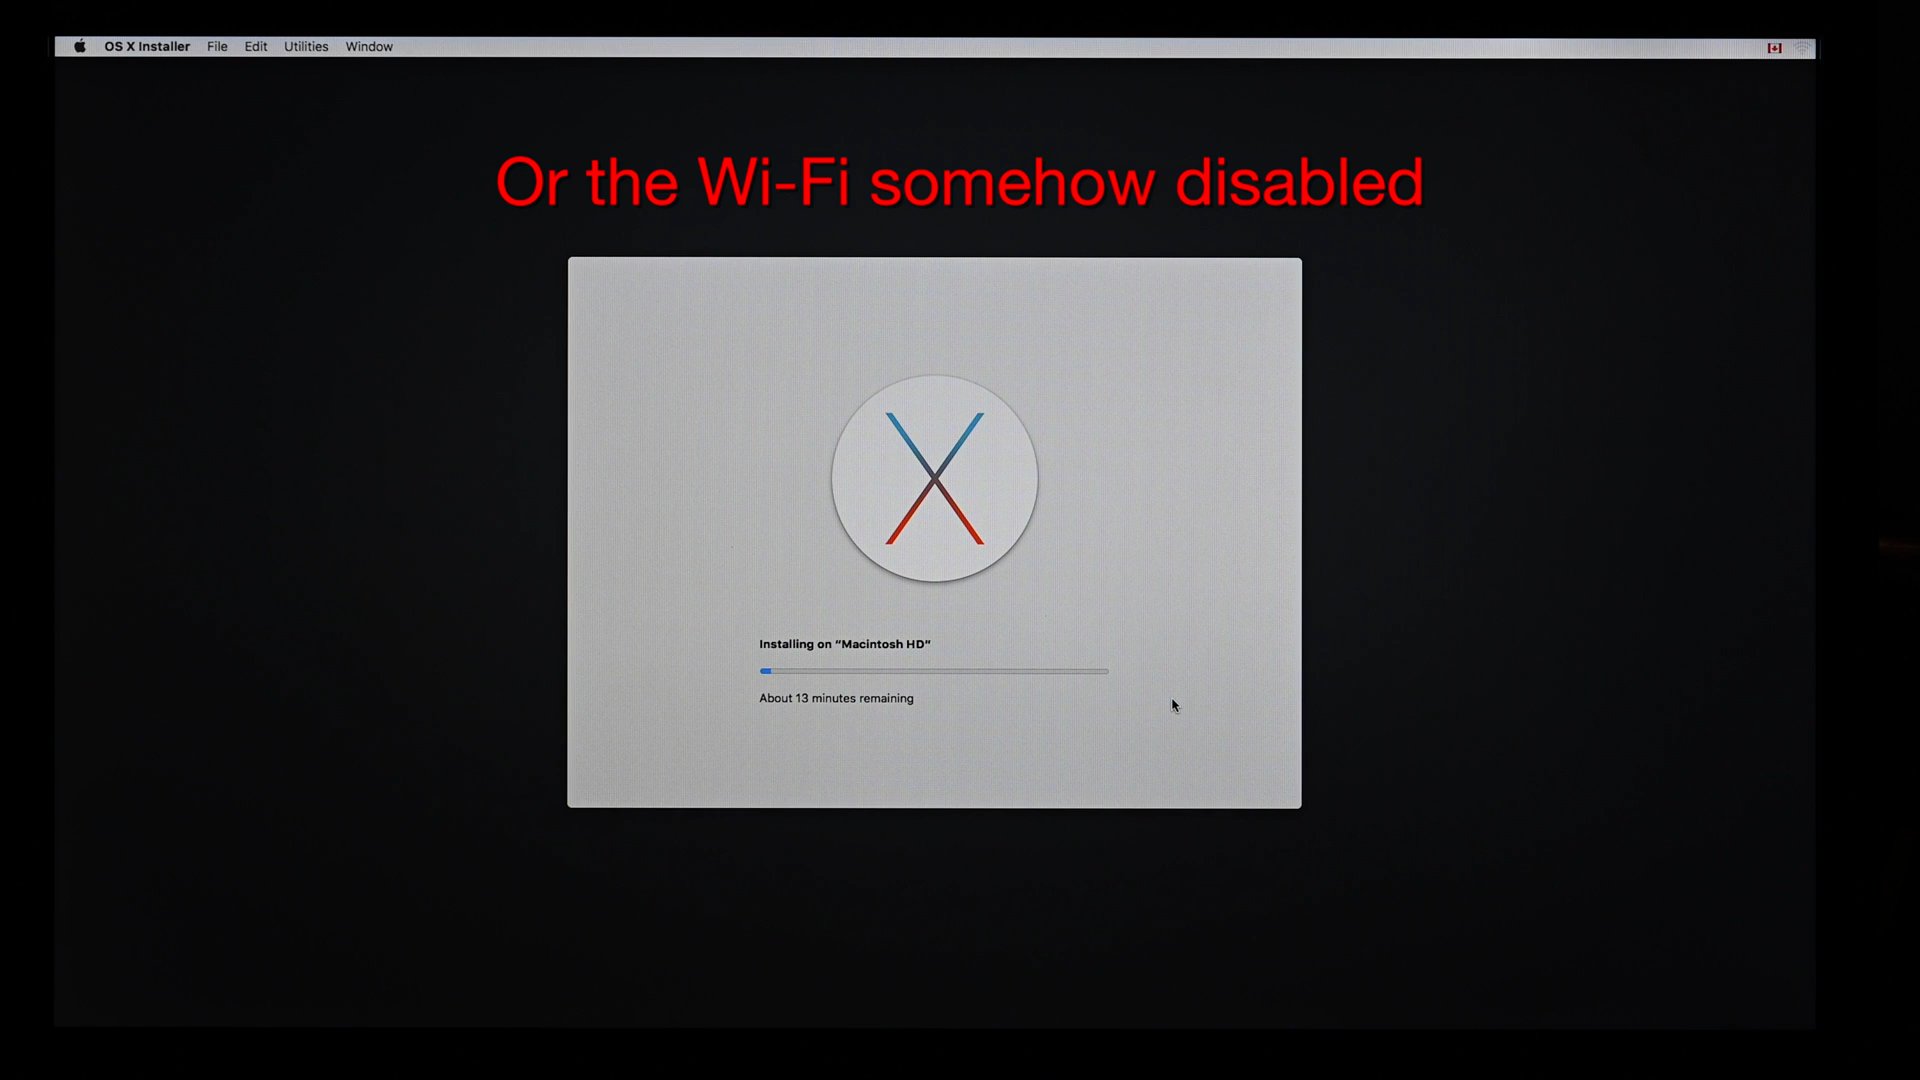 OS X Installer File Edit Utilities Window
Or the Wi-Fi somehow disabled
Installing on “Macintosh HD”
About 13 minutes remaining